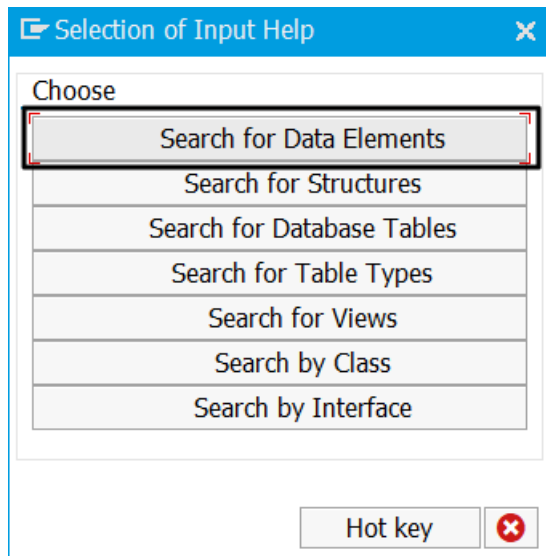 Selection of Input Help
Choose
Search for Data Elements
Search for Structures
Search for Database Tables
Search for Table Types
Search for Views
Search by Class
Search by Interface
Hot key